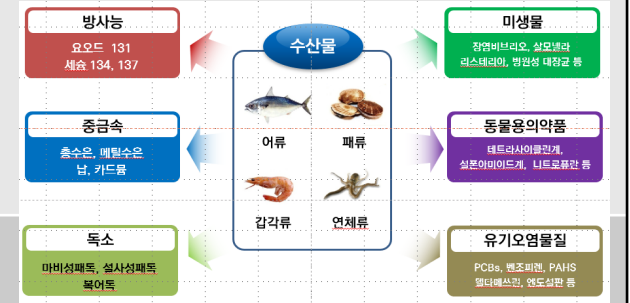 방사능
요오드 131
세슘 134, 137
중금속
총수은, 메틸수은
납, 카드뮴
독소
마비성패독, 설사성패독
복어독
수산물
어류
패류
갑각류
연체류
미생물
장염비브리오, 살모넬라
리스테리아, 병원성 대장균 등
동물용의약품
테트라사이클린계,
설폰아미이드계, 니트로퓨란 등
유기오염물질
PCBs, 벤조피렌, PAHS
델타메쓰린, 엔도설판 등